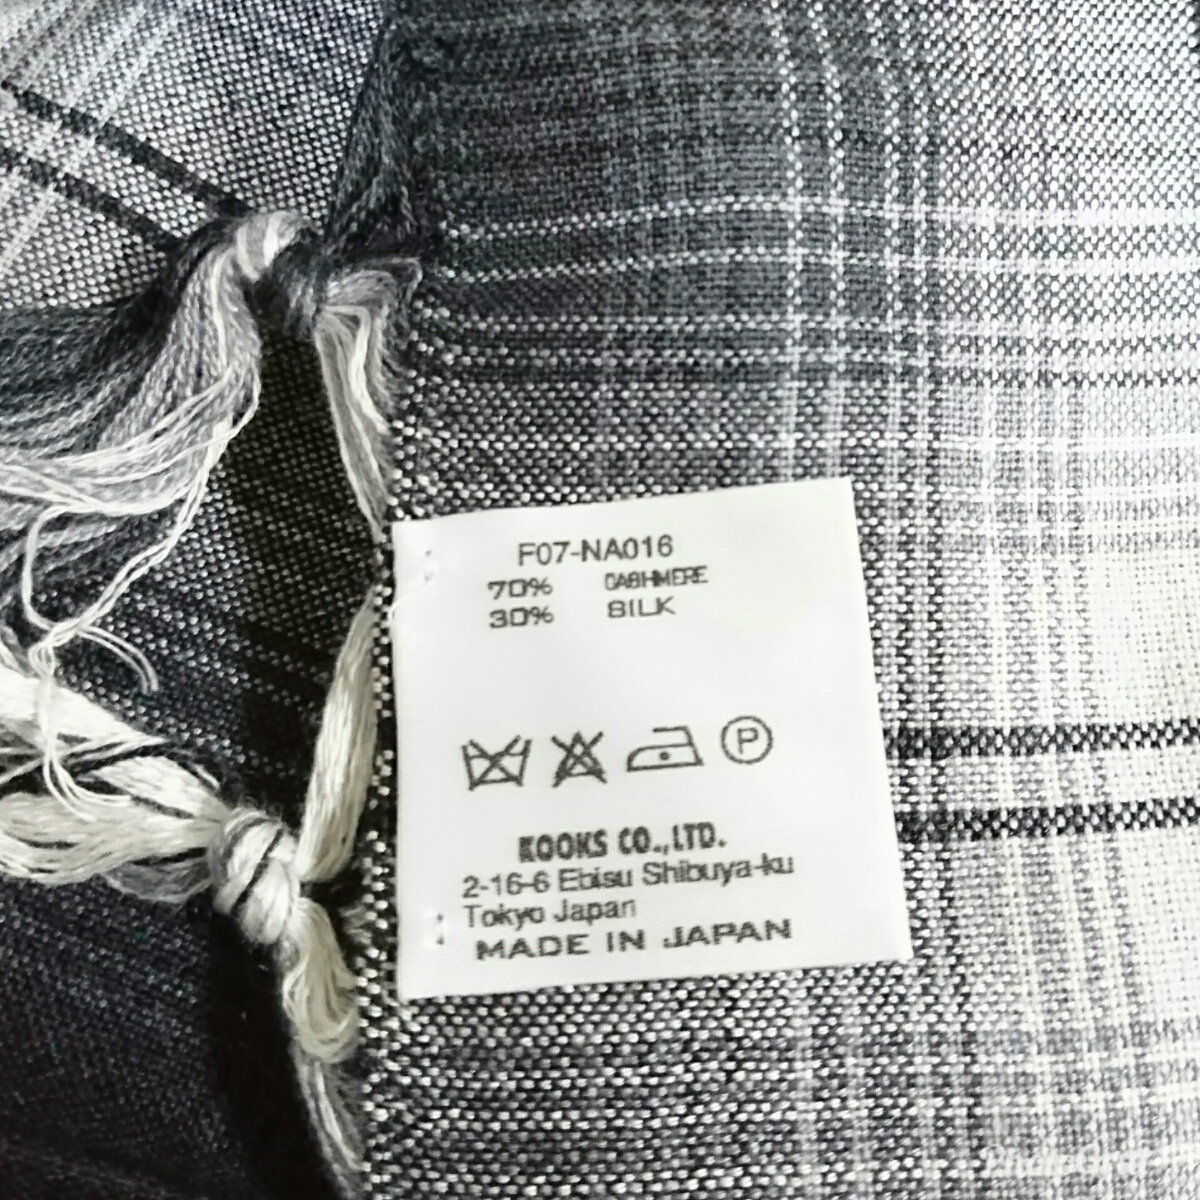 F07-NA016
70% CASHMERE
30% SILK
P
KOOKS CO.,LTD.
2-16-6 Ebisu Shibuya-ku
Tokyo Japan
MADE IN JAPAN